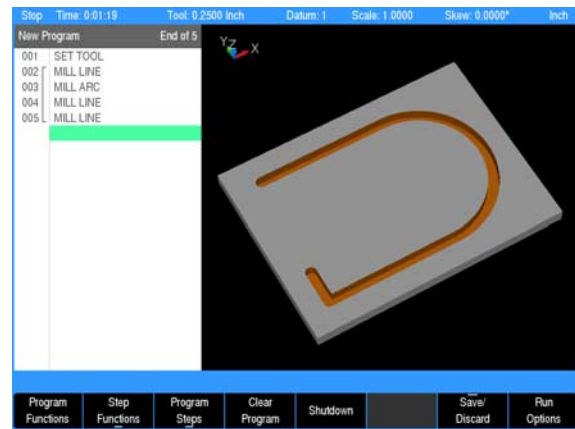 Stop Time: 0:01:19 Tool: 0.2500 Inch Datum: 1 Scale: 1.0000 Skew: 0.0000° Inch
New Program End of 5
001 SET TOOL
002 MILL LINE
003 MILL ARC
004 MILL LINE
005 MILL LINE
Y Z X
Program Functions Step Functions Program Steps Clear Program Shutdown Save/ Discard Run Options